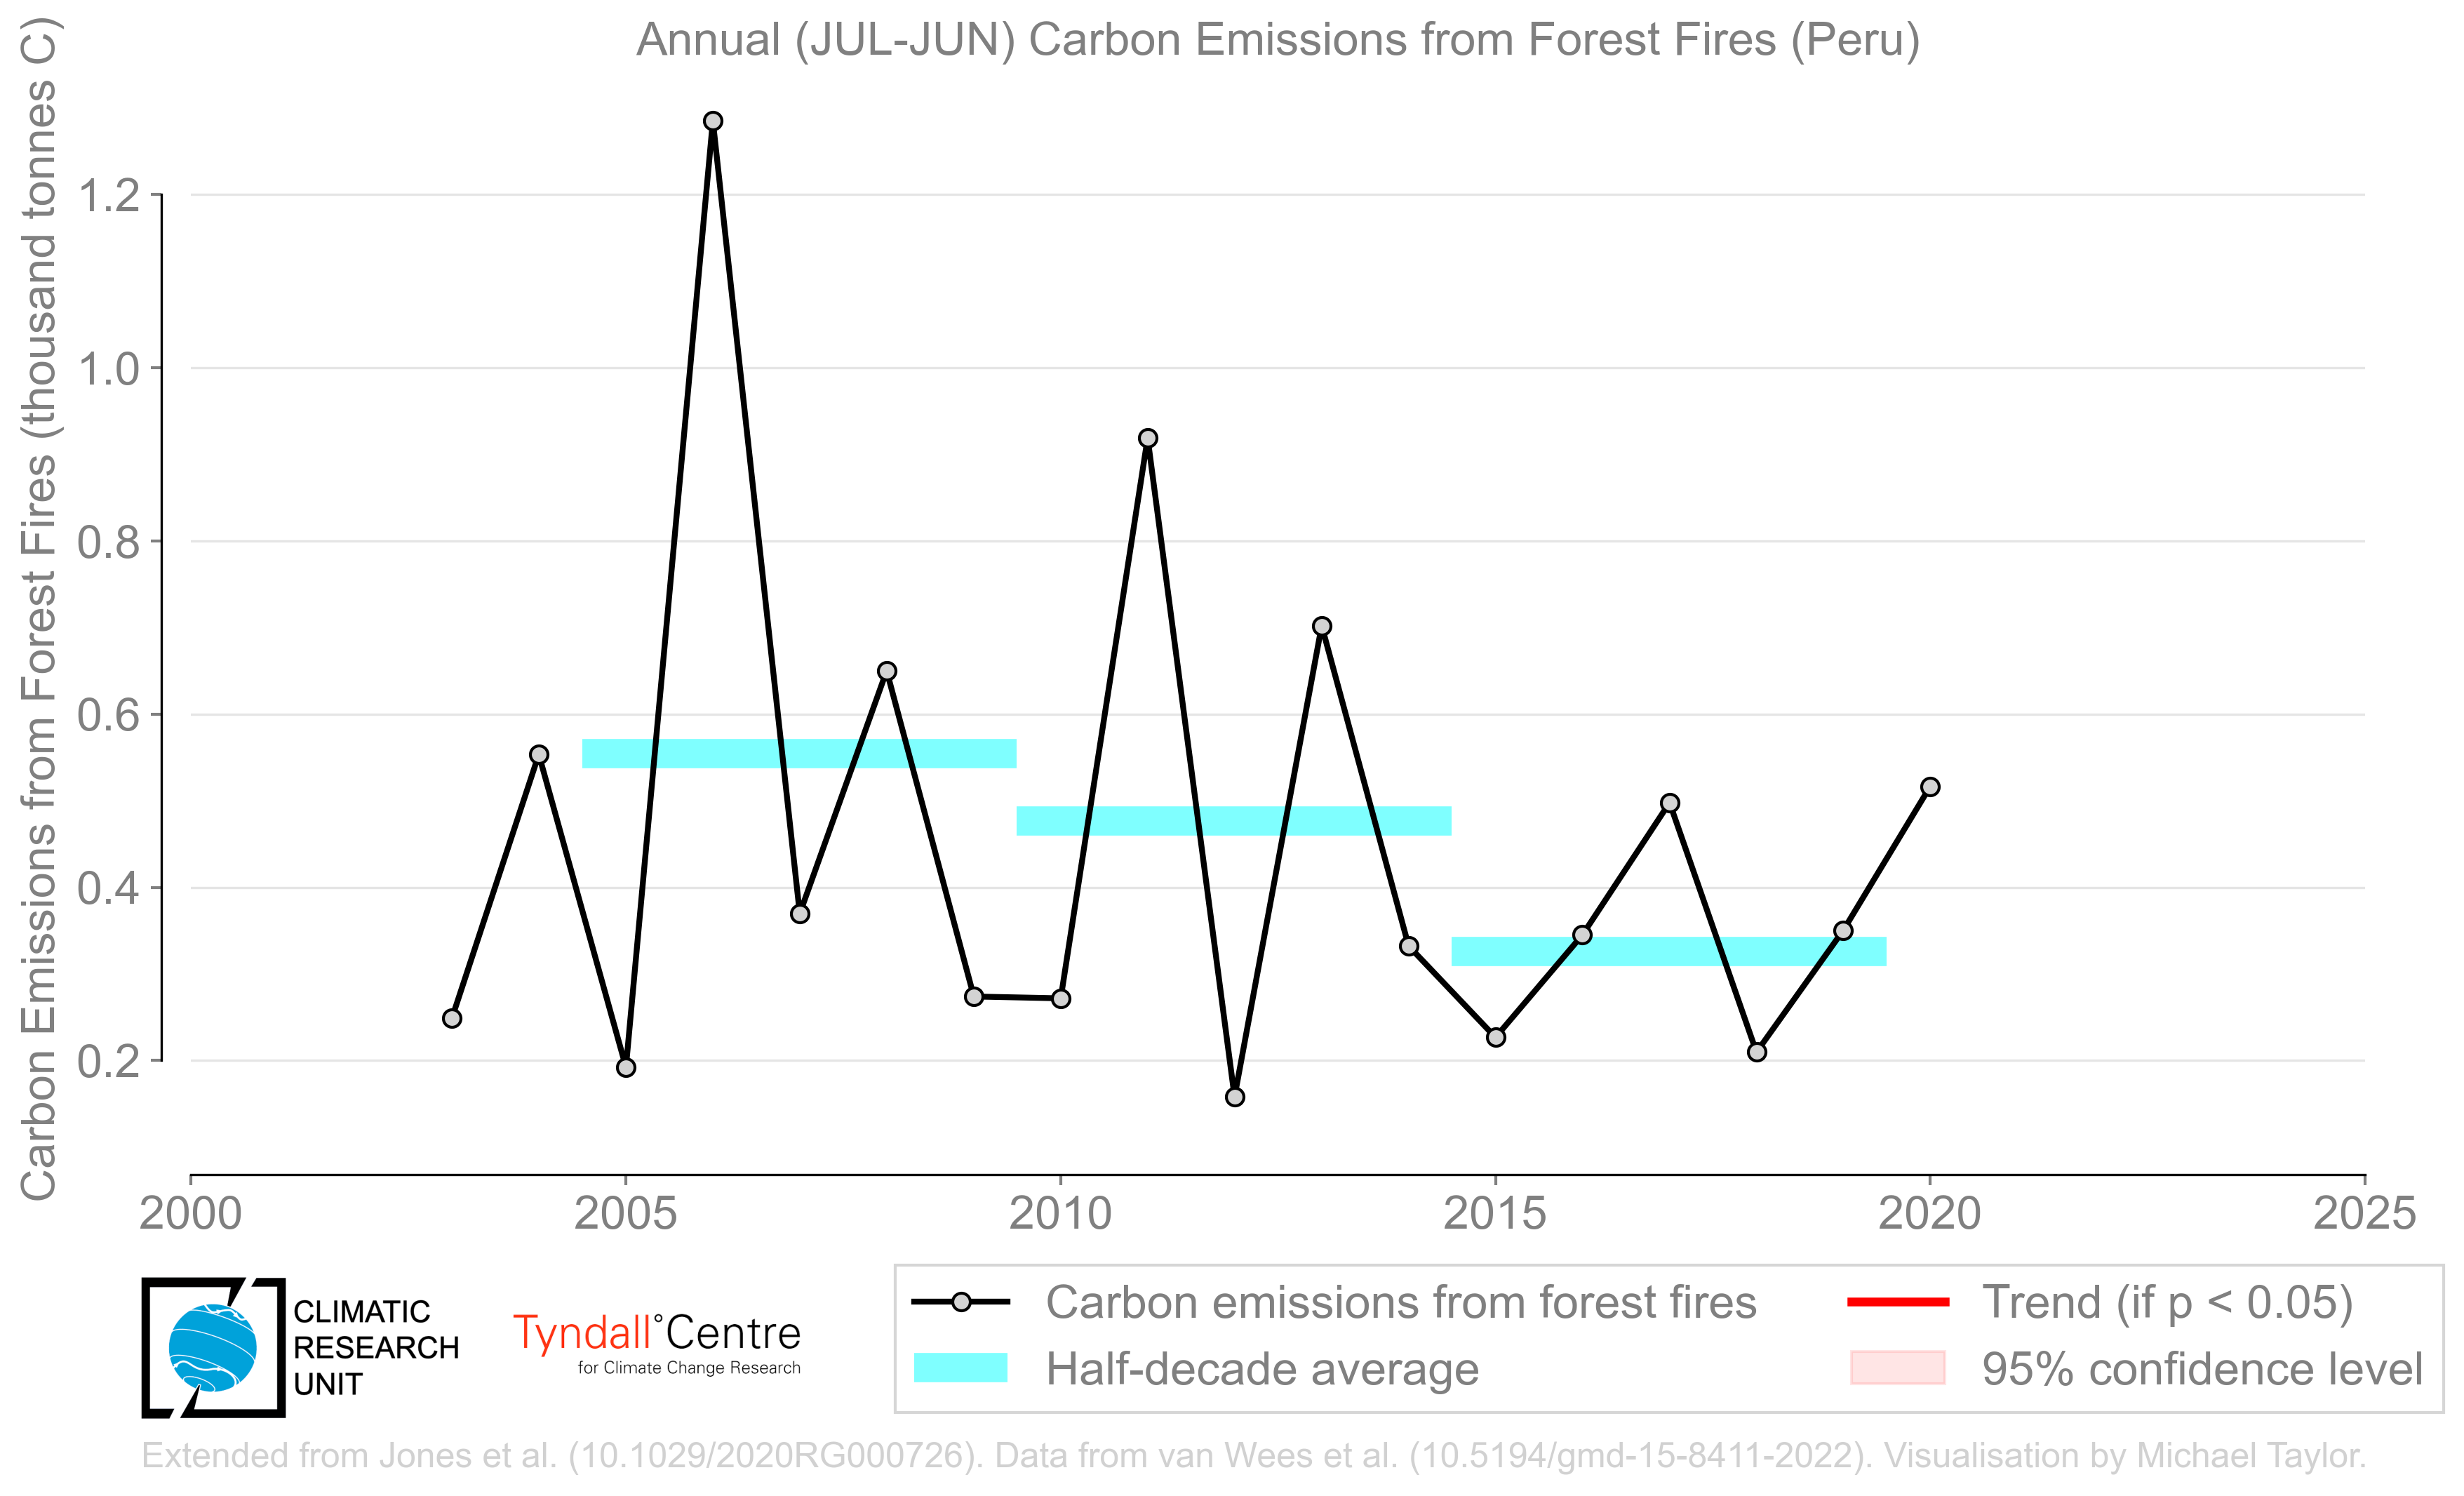 Annual (JUL-JUN) Carbon Emissions from Forest Fires (Peru)
Carbon Emissions from Forest Fires (thousand tonnes C)
1.2
1.0
0.8
0.6
0.4
0.2
2000 2005 2010 2015 2020 2025
CLIMATIC
RESEARCH
UNIT
Tyndall°Centre
for Climate Change Research
Carbon emissions from forest fires
Half-decade average
Trend (if p < 0.05)
95% confidence level
Extended from Jones et al. (10.1029/2020RG000726). Data from van Wees et al. (10.5194/gmd-15-8411-2022). Visualisation by Michael Taylor.